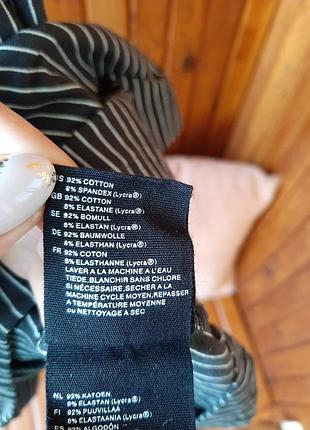 US 92% COTTON
8% SPANDEX (Lycra®)
GB 92% COTTON
8% ELASTANE (Lycra®)
SE 92% BOMULL
8% ELASTAN (Lycra®)
DE 92% BAUMWOLLE
8% ELASTHAN (Lycra®)
FR 92% COTON
8% ELASTHANNE (Lycra®)
LAVER A LA MACHINE A L'EAU
TIEDE.BLANCHIR SANS CHLORE
SI NÉCESSAIRE.SÉCHER A LA
MACHINE CYCLE MOYEN.REPASSER
A TEMPÉRATURE MOYENNE
OU NETTOYAGE A SEC
NL 92% KATOEN
8% ELASTAN (Lycra®)
FI 92% PUUVILLAA
8% ELASTAANIA (Lycra®)
ES 92% ALGODÓN